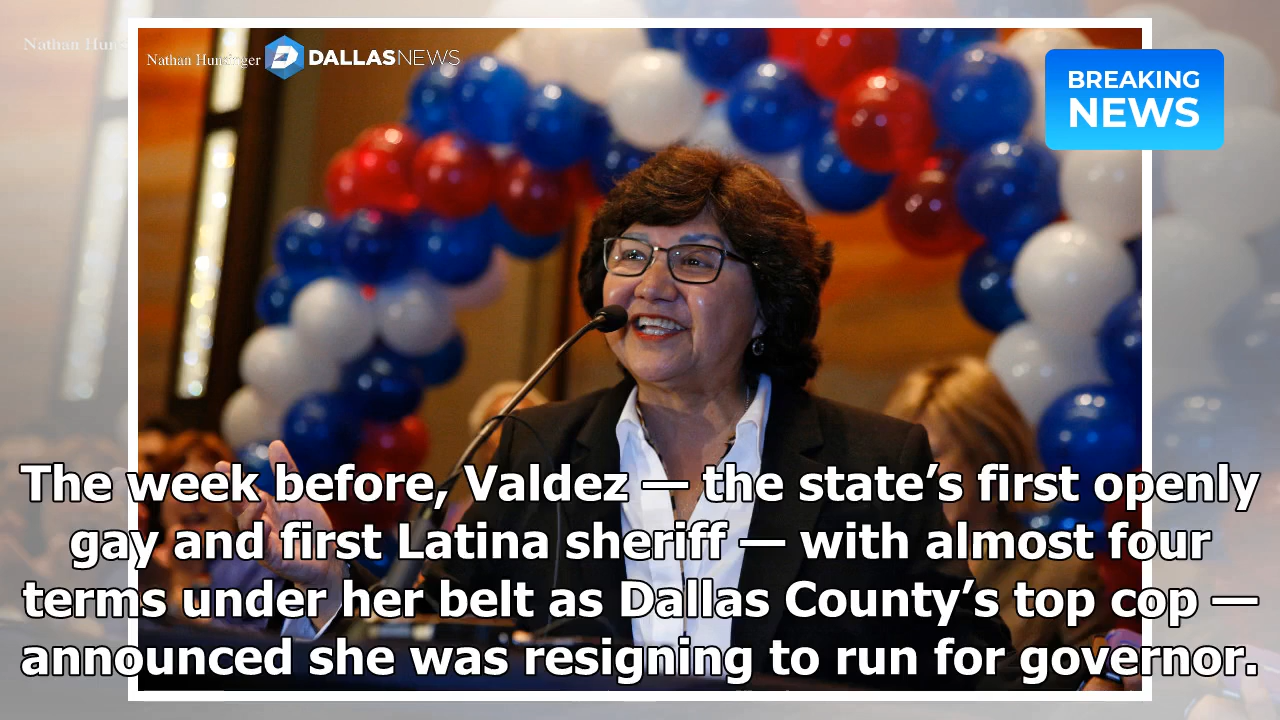 Nathan Hun
Nathan Hunsinger
DALLASNEWS
BREAKING
NEWS
The week before, Valdez — the state’s first openly
gay and first Latina sheriff — with almost four
terms under her belt as Dallas County’s top cop —
announced she was resigning to run for governor.